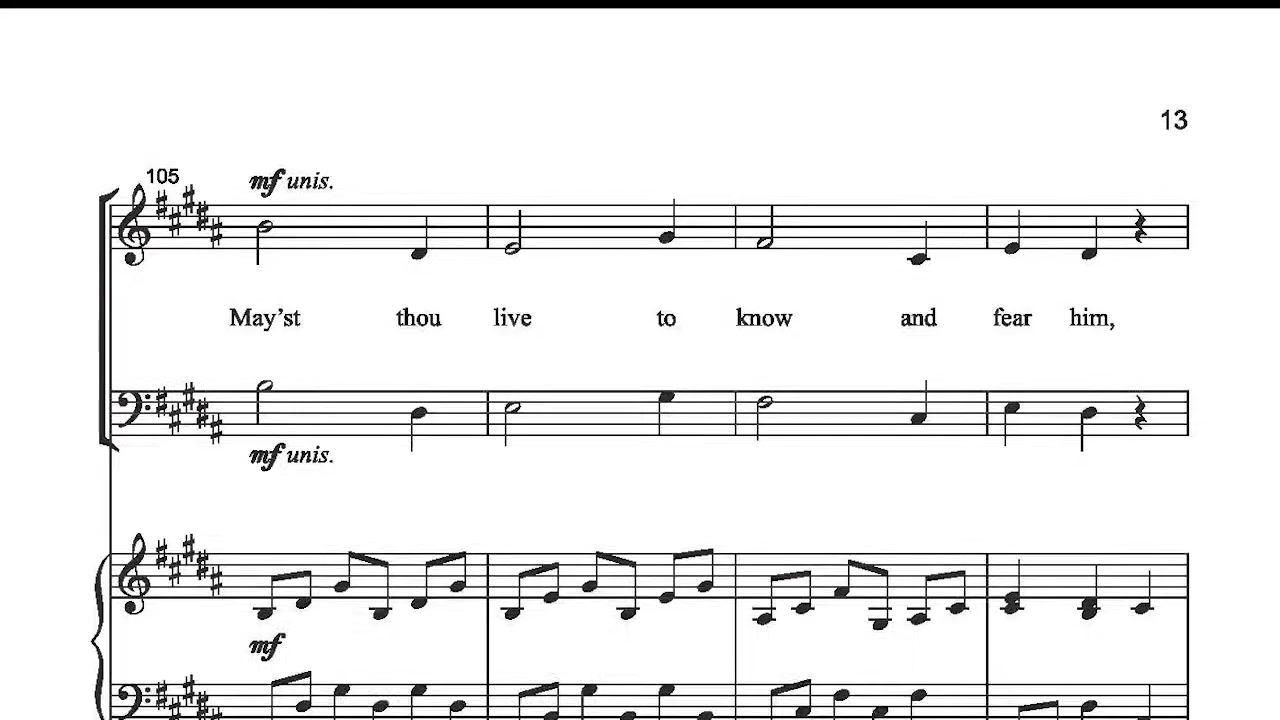 13
105
mf unis.
May’st thou live to know and fear him,
mf unis.
mf